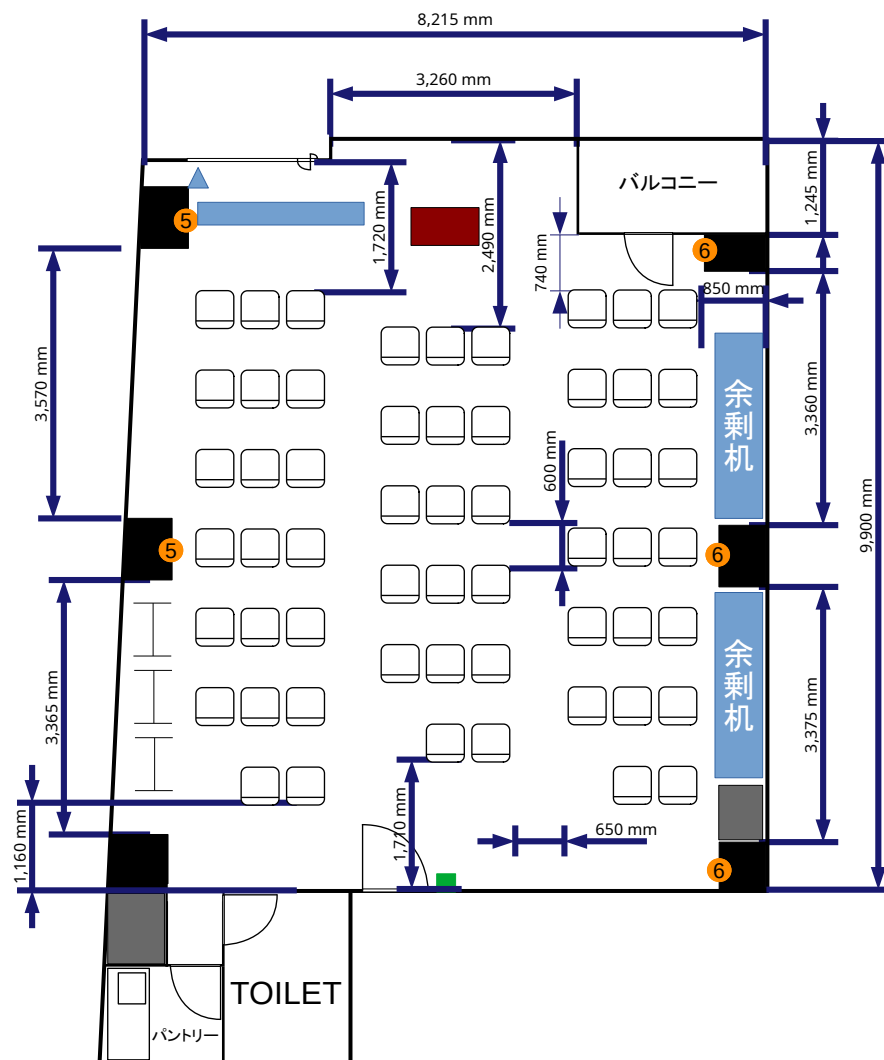 8,215 mm
3,260 mm
バルコニー
1,245 mm
5
1,720 mm
2,490 mm
740 mm
6
850 mm
3,570 mm
余剰机
3,360 mm
600 mm
9,900 mm
5
6
余剰机
3,365 mm
3,375 mm
1,160 mm
1,710 mm
650 mm
6
TOILET
パントリー